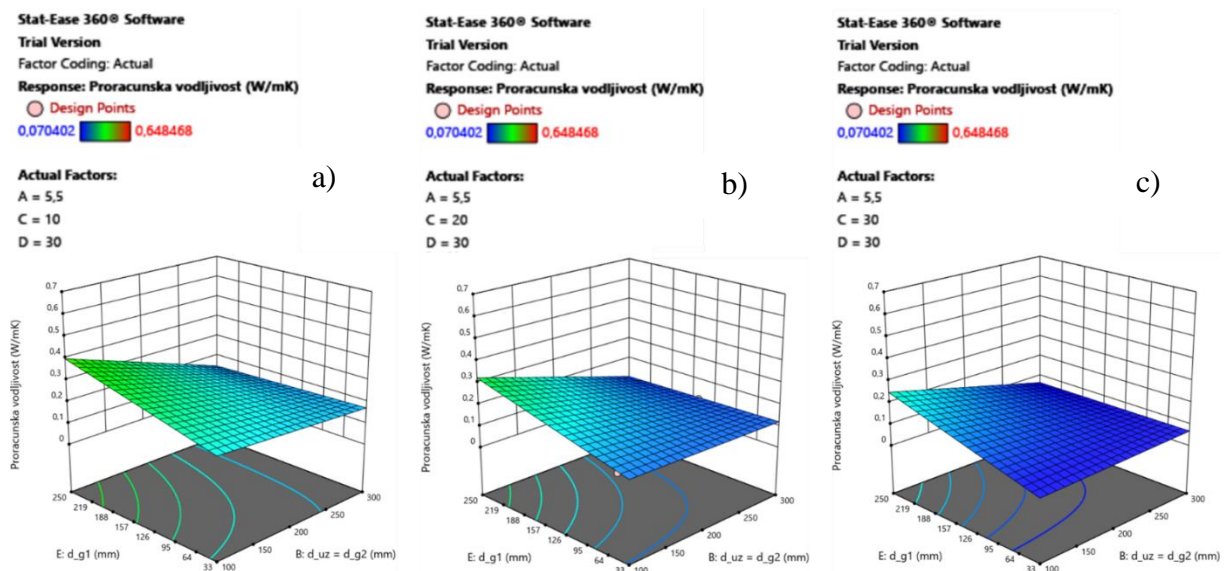 Stat-Ease 360® Software
Trial Version
Factor Coding: Actual
Response: Proracunska vodljivost (W/mK)
Design Points
0,070402 0,648468
Actual Factors:
a)
A = 5,5
C = 10
D = 30
0,7
0,6
0,5
0,4
0,3
0,2
0,1
0
Proracunska vodljivost (W/mK)
250
219
188
157
126
95
64
33
E: d_g1 (mm)
100
150
200
250
300
B: d_uz = d_g2 (mm)
Stat-Ease 360® Software
Trial Version
Factor Coding: Actual
Response: Proracunska vodljivost (W/mK)
Design Points
0,070402 0,648468
Actual Factors:
b)
A = 5,5
C = 20
D = 30
0,7
0,6
0,5
0,4
0,3
0,2
0,1
0
Proracunska vodljivost (W/mK)
250
219
188
157
126
95
64
33
E: d_g1 (mm)
100
150
200
250
300
B: d_uz = d_g2 (mm)
Stat-Ease 360® Software
Trial Version
Factor Coding: Actual
Response: Proracunska vodljivost (W/mK)
Design Points
0,070402 0,648468
Actual Factors:
c)
A = 5,5
C = 30
D = 30
0,7
0,6
0,5
0,4
0,3
0,2
0,1
0
Proracunska vodljivost (W/mK)
250
219
188
157
126
95
64
33
E: d_g1 (mm)
100
150
200
250
300
B: d_uz = d_g2 (mm)